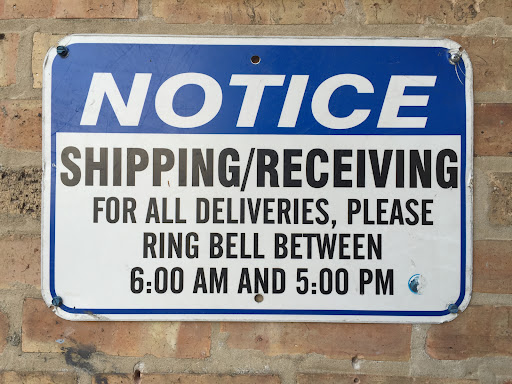 NOTICE
SHIPPING/RECEIVING
FOR ALL DELIVERIES, PLEASE
RING BELL BETWEEN
6:00 AM AND 5:00 PM